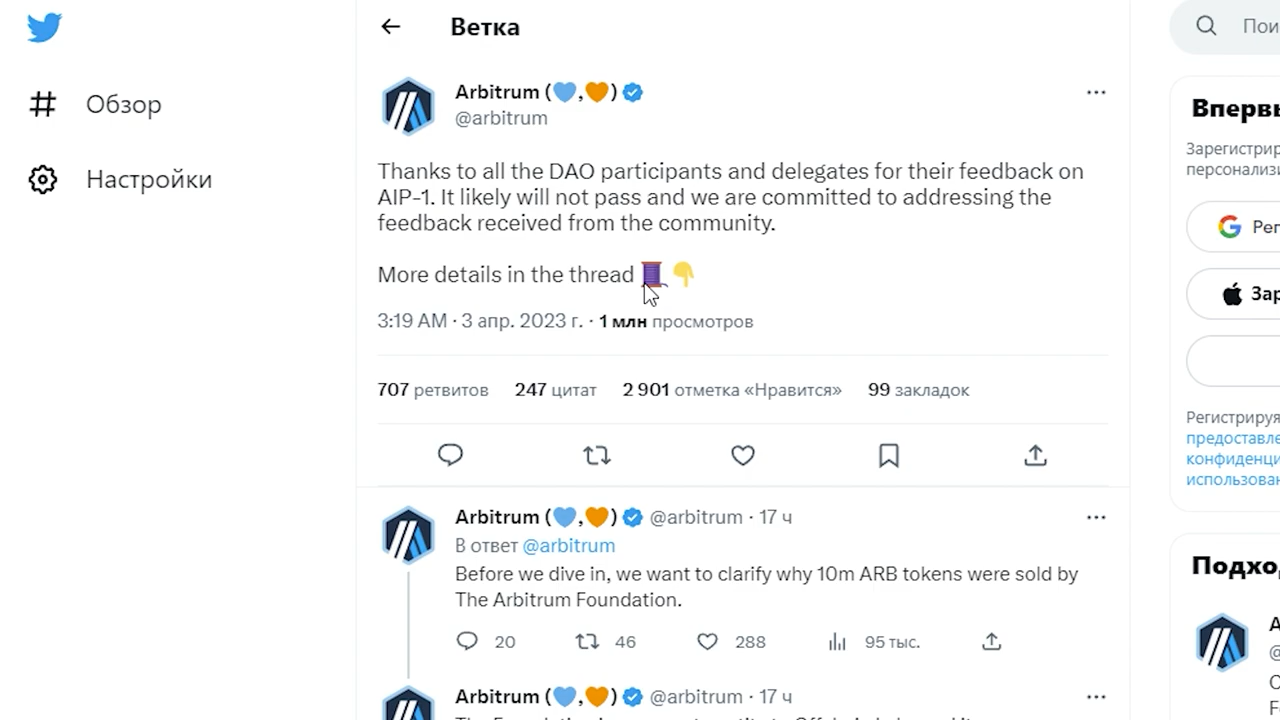 Ветка
Обзор
Настройки
Arbitrum (💙,🧡)
@arbitrum
Thanks to all the DAO participants and delegates for their feedback on
AIP-1. It likely will not pass and we are committed to addressing the
feedback received from the community.
More details in the thread 🧵👇
3:19 AM · 3 апр. 2023 г. · 1 млн просмотров
707 ретвитов 247 цитат 2 901 отметка «Нравится» 99 закладок
Arbitrum (💙,🧡) @arbitrum · 17 ч
В ответ @arbitrum
Before we dive in, we want to clarify why 10m ARB tokens were sold by
The Arbitrum Foundation.
20 46 288 95 тыс.
Arbitrum (💙,🧡) @arbitrum · 17 ч
Пои
Впервы
Зарегистрир
персонализи
Рег
Зар
Регистрируя
предоставле
конфиденци
использован
Подхо